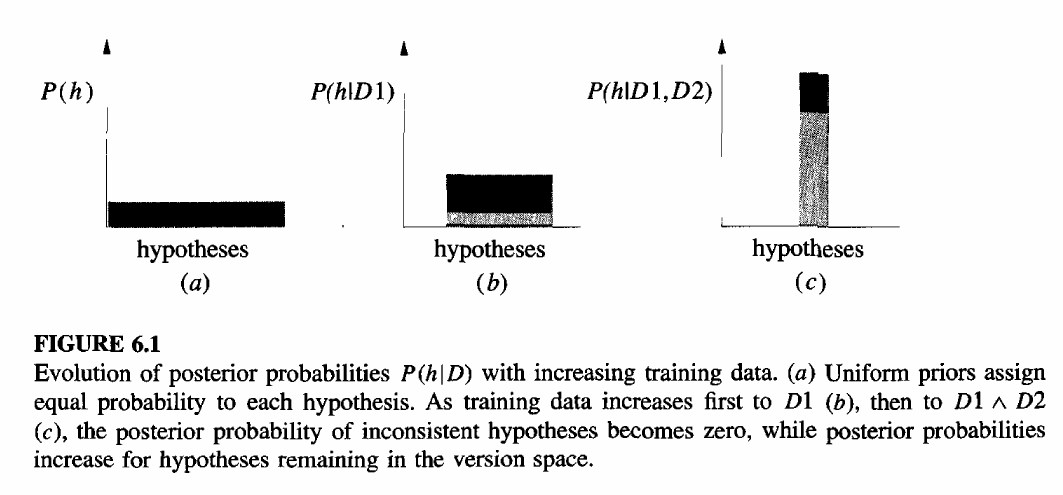 P(h) P(h|D1) P(h|D1,D2)
hypotheses hypotheses hypotheses
(a) (b) (c)
FIGURE 6.1
Evolution of posterior probabilities P(h|D) with increasing training data. (a) Uniform priors assign
equal probability to each hypothesis. As training data increases first to D1 (b), then to D1 ∧ D2
(c), the posterior probability of inconsistent hypotheses becomes zero, while posterior probabilities
increase for hypotheses remaining in the version space.